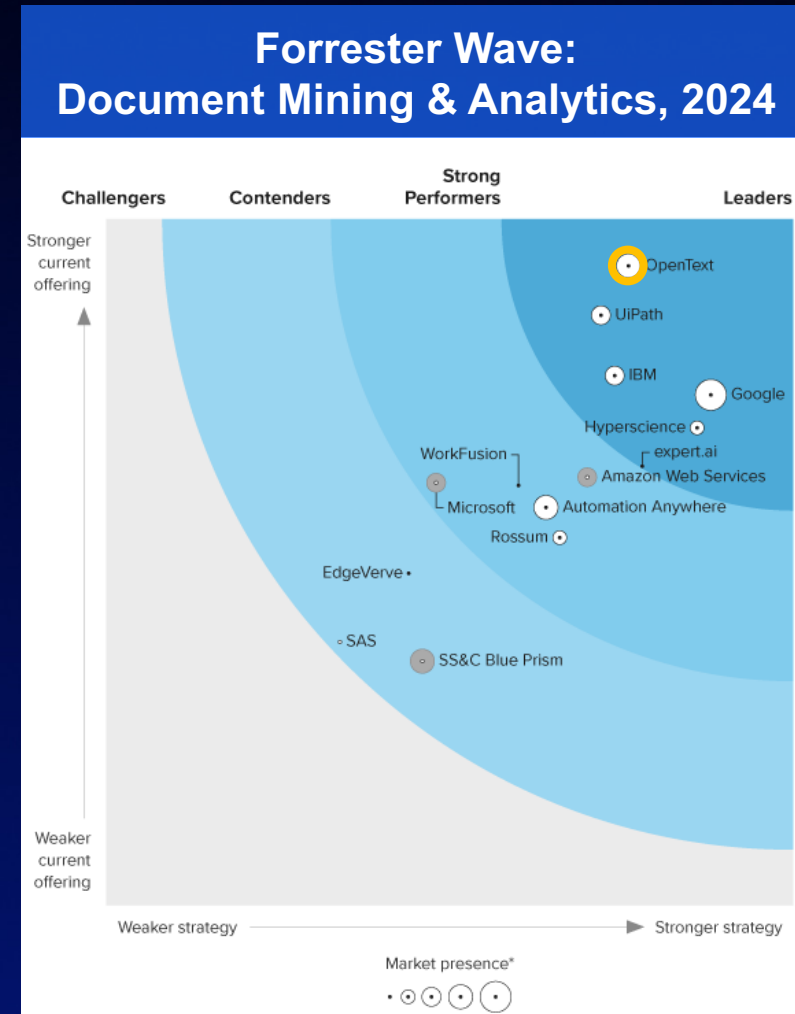 Forrester Wave:
Document Mining & Analytics, 2024
Challengers
Contenders
Strong
Performers
Leaders
Stronger
current
offering
OpenText
UiPath
IBM
Google
Hyperscience
expert.ai
WorkFusion
Amazon Web Services
Microsoft
Automation Anywhere
Rossum
EdgeVerve
SAS
SS&C Blue Prism
Weaker
current
offering
Weaker strategy
Stronger strategy
Market presence*